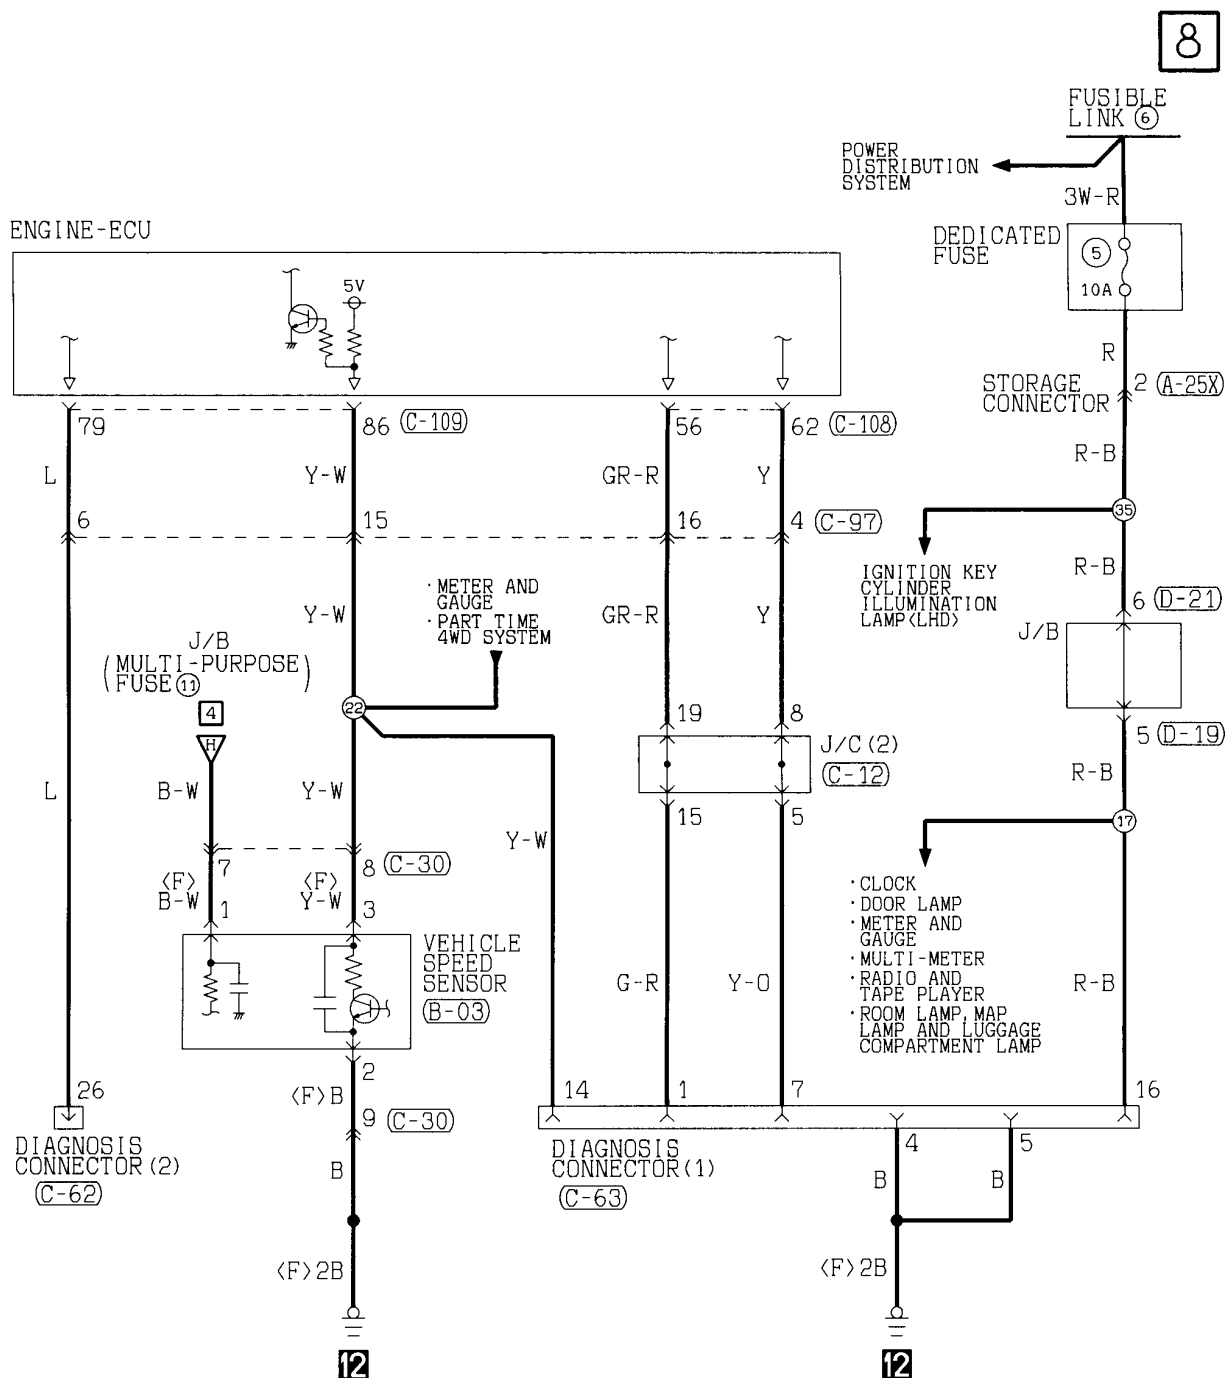 8
FUSIBLE
LINK ⑥
POWER
DISTRIBUTION
SYSTEM
3W-R
ENGINE-ECU
DEDICATED
FUSE
⑤
10A
5V
R
STORAGE
CONNECTOR
2 (A-25X)
79
86 (C-109)
56
62 (C-108)
R-B
L
Y-W
GR-R
Y
6
15
16
4 (C-97)
35
IGNITION KEY
CYLINDER
ILLUMINATION
LAMP<LHD>
R-B
· METER AND
GAUGE
· PART TIME
4WD SYSTEM
Y-W
GR-R
Y
6 (D-21)
J/B
J/B
(MULTI-PURPOSE)
FUSE ⑪
4
H
22
19
8
J/C (2)
(C-12)
5 (D-19)
L
B-W
Y-W
R-B
15
5
17
Y-W
7
8 (C-30)
<F>
B-W
<F>
Y-W
1
3
· CLOCK
· DOOR LAMP
· METER AND
GAUGE
· MULTI-METER
· RADIO AND
TAPE PLAYER
· ROOM LAMP, MAP
LAMP AND LUGGAGE
COMPARTMENT LAMP
VEHICLE
SPEED
SENSOR
(B-03)
G-R
Y-O
R-B
2
26
<F>B
14
1
7
16
9 (C-30)
DIAGNOSIS
CONNECTOR (2)
(C-62)
DIAGNOSIS
CONNECTOR (1)
(C-63)
4
5
B
B
B
<F>2B
<F>2B
12
12